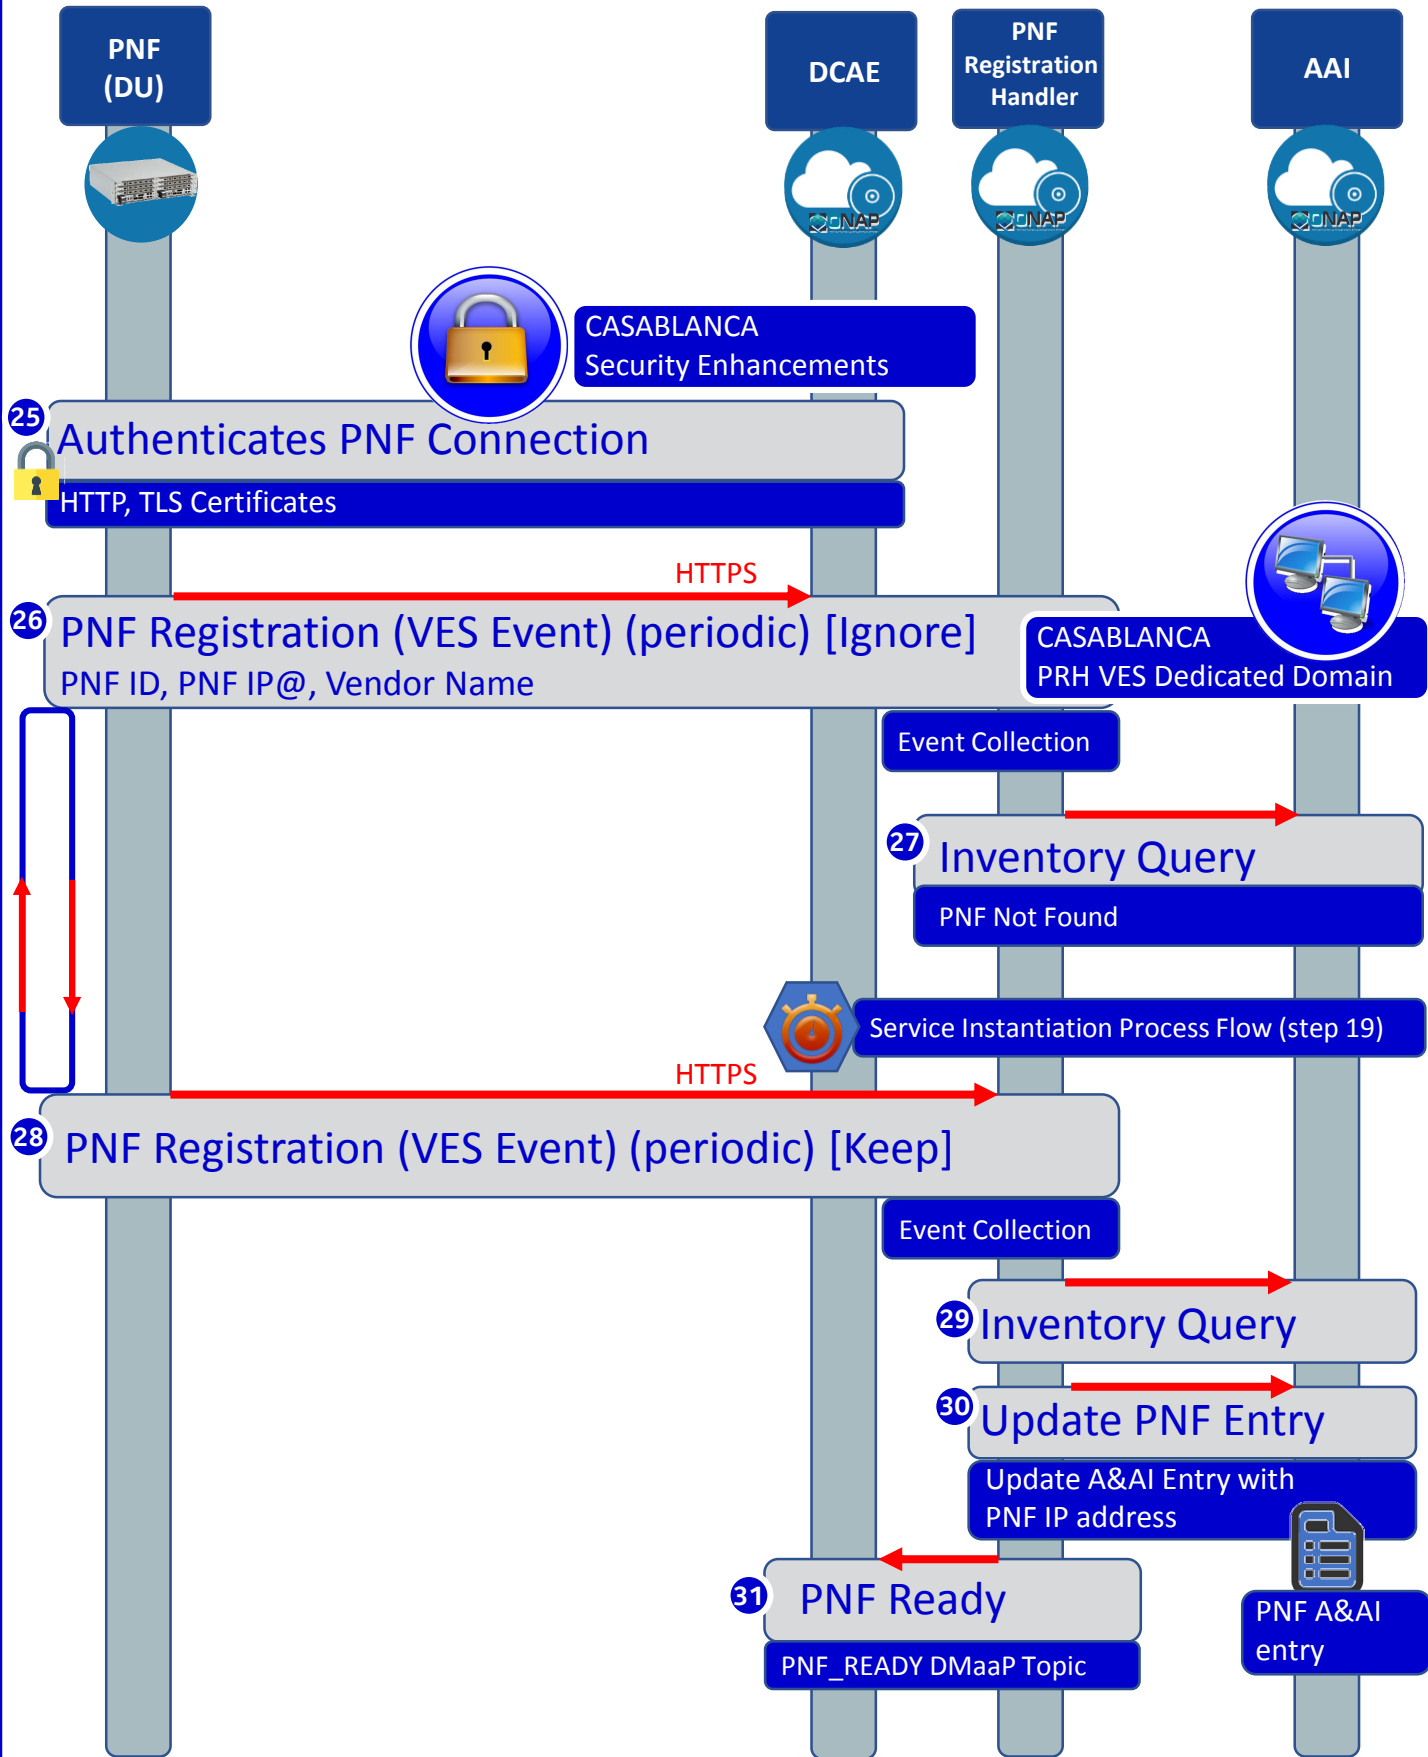 PNF
(DU)
DCAE
PNF
Registration
Handler
AAI
ONAP
ONAP
ONAP
CASABLANCA
Security Enhancements
25
Authenticates PNF Connection
HTTP, TLS Certificates
HTTPS
26
PNF Registration (VES Event) (periodic) [Ignore]
PNF ID, PNF IP@, Vendor Name
CASABLANCA
PRH VES Dedicated Domain
Event Collection
27
Inventory Query
PNF Not Found
Service Instantiation Process Flow (step 19)
HTTPS
28
PNF Registration (VES Event) (periodic) [Keep]
Event Collection
29
Inventory Query
30
Update PNF Entry
Update A&AI Entry with
PNF IP address
31
PNF Ready
PNF_READY DMaaP Topic
PNF A&AI
entry